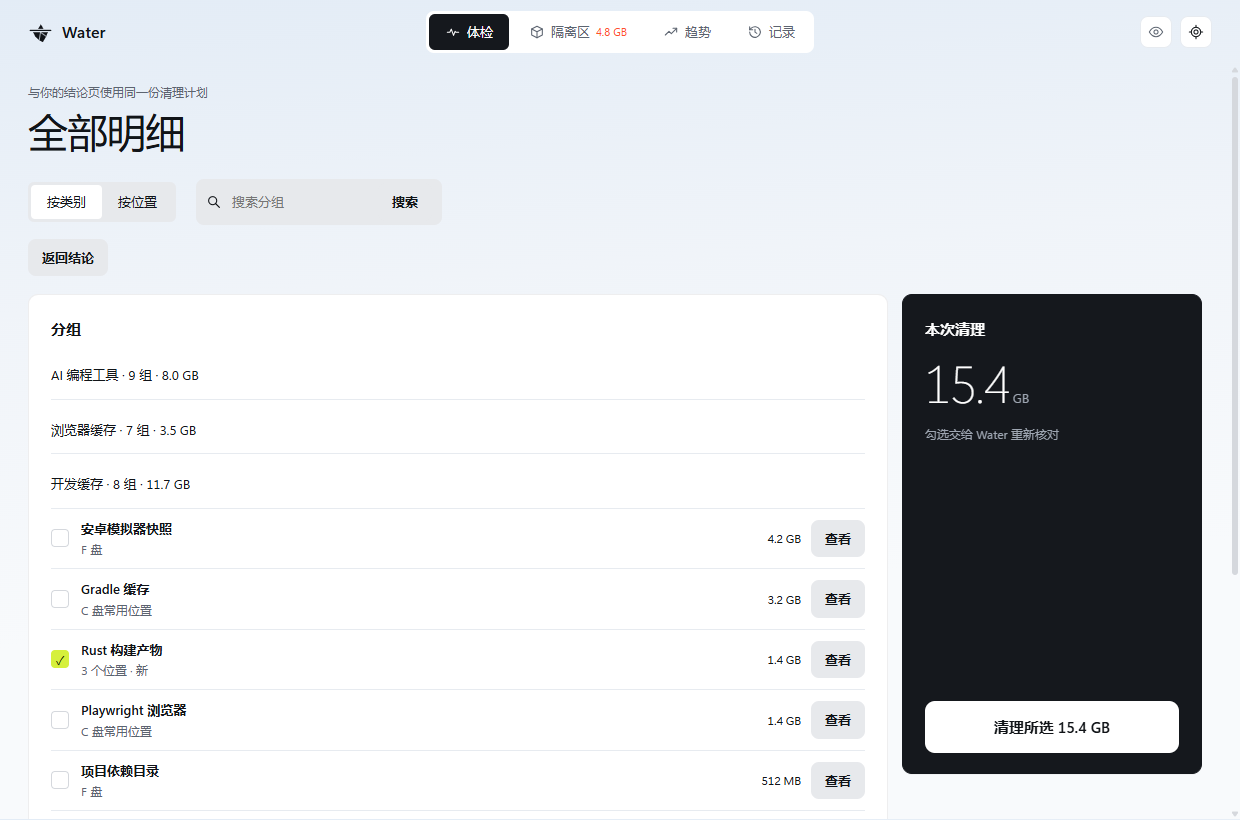 Water
体检
隔离区 4.8 GB
趋势
记录
与你的结论页使用同一份清理计划
全部明细
按类别
按位置
搜索分组
搜索
返回结论
分组
AI 编程工具 · 9 组 · 8.0 GB
浏览器缓存 · 7 组 · 3.5 GB
开发缓存 · 8 组 · 11.7 GB
安卓模拟器快照
F 盘
4.2 GB
查看
Gradle 缓存
C 盘常用位置
3.2 GB
查看
Rust 构建产物
3 个位置 · 新
1.4 GB
查看
Playwright 浏览器
C 盘常用位置
1.4 GB
查看
项目依赖目录
F 盘
512 MB
查看
本次清理
15.4 GB
勾选交给 Water 重新核对
清理所选 15.4 GB